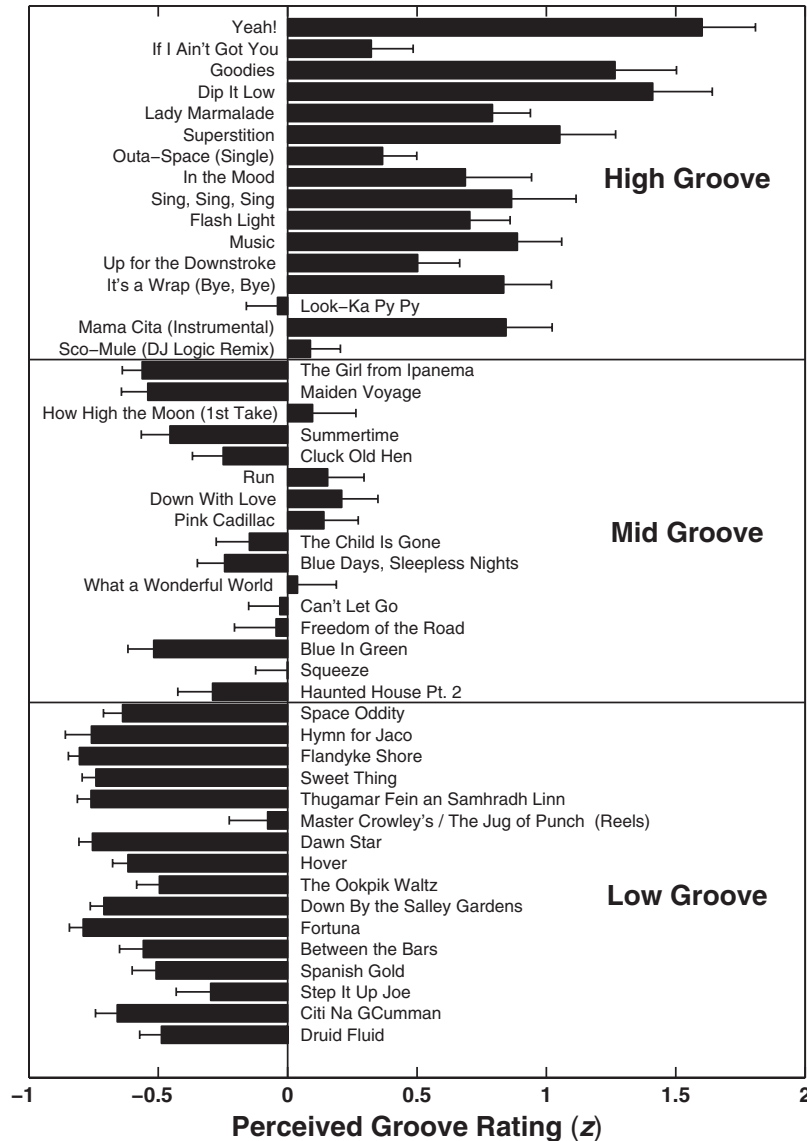 Yeah!
If I Ain't Got You
Goodies
Dip It Low
Lady Marmalade
Superstition
Outa−Space (Single)
In the Mood
High Groove
Sing, Sing, Sing
Flash Light
Music
Up for the Downstroke
It's a Wrap (Bye, Bye)
Look−Ka Py Py
Mama Cita (Instrumental)
Sco−Mule (DJ Logic Remix)
The Girl from Ipanema
Maiden Voyage
How High the Moon (1st Take)
Summertime
Cluck Old Hen
Run
Down With Love
Pink Cadillac
Mid Groove
The Child Is Gone
Blue Days, Sleepless Nights
What a Wonderful World
Can't Let Go
Freedom of the Road
Blue In Green
Squeeze
Haunted House Pt. 2
Space Oddity
Hymn for Jaco
Flandyke Shore
Sweet Thing
Thugamar Fein an Samhradh Linn
Master Crowley's / The Jug of Punch (Reels)
Dawn Star
Hover
The Ookpik Waltz
Low Groove
Down By the Salley Gardens
Fortuna
Between the Bars
Spanish Gold
Step It Up Joe
Citi Na GCumman
Druid Fluid
−1 −0.5 0 0.5 1 1.5 2
Perceived Groove Rating (z)